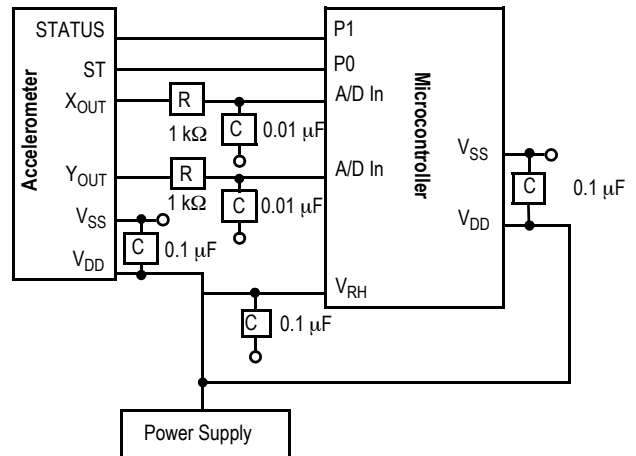 STATUS
P1
ST
P0
XOUT
R
A/D In
1 kΩ
C
0.01 μF
Accelerometer
Microcontroller
YOUT
R
A/D In
1 kΩ
C
0.01 μF
VSS
C
0.1 μF
VDD
VSS
C
0.1 μF
VDD
VRH
C
0.1 μF
Power Supply